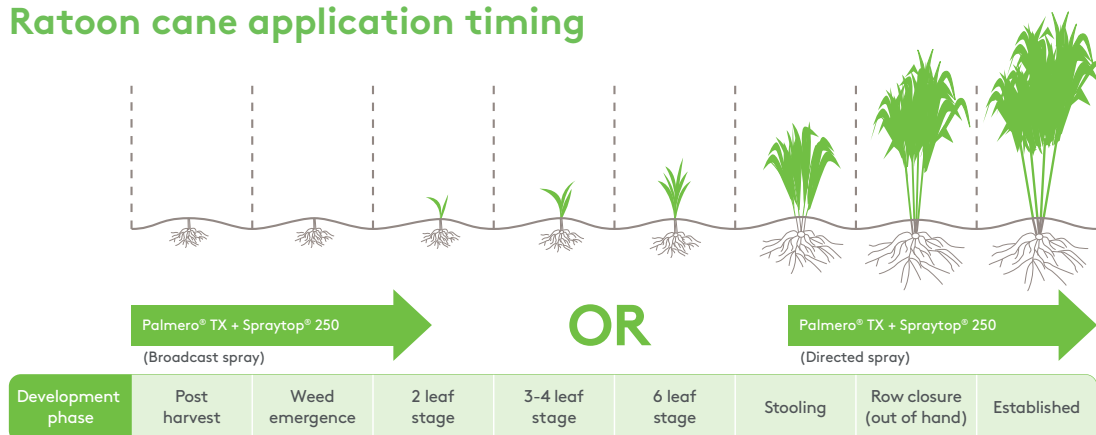 Ratoon cane application timing
Palmero® TX + Spraytop® 250
(Broadcast spray)
OR
Palmero® TX + Spraytop® 250
(Directed spray)
Development
phase
Post
harvest
Weed
emergence
2 leaf
stage
3-4 leaf
stage
6 leaf
stage
Stooling
Row closure
(out of hand)
Established